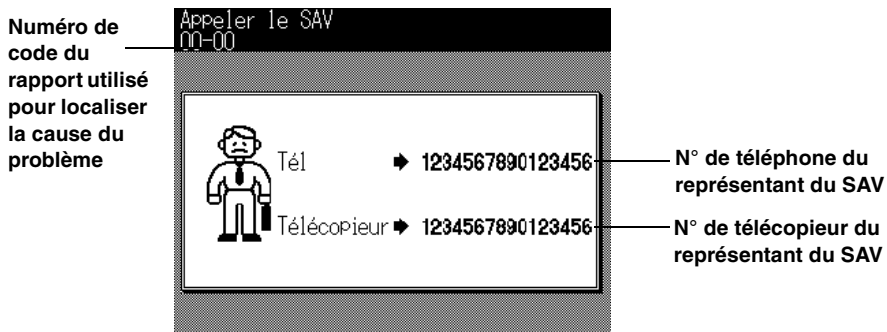 Numéro de
code du
rapport utilisé
pour localiser
la cause du
problème
Appeler le SAV
00-00
Tél ➧ 1234567890123456
Télécopieur ➧ 1234567890123456
N° de téléphone du
représentant du SAV
N° de télécopieur du
représentant du SAV